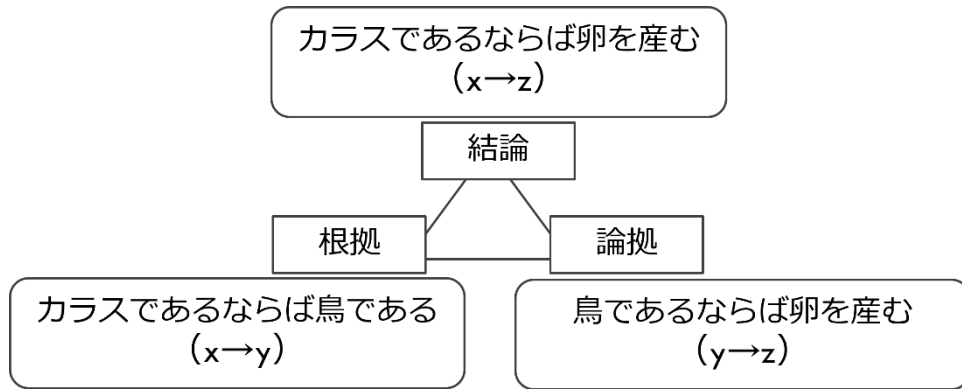 カラスであるならば卵を産む
（x→z）
結論
根拠
論拠
カラスであるならば鳥である
（x→y）
鳥であるならば卵を産む
（y→z）